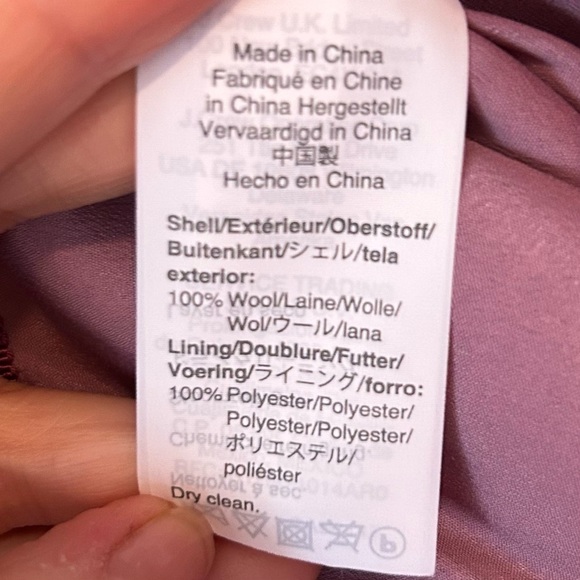 Made in China
Fabriqué en Chine
in China Hergestellt
Vervaardigd in China
中国製
Hecho en China
Shell/Extérieur/Oberstoff/
Buitenkant/シェル/tela
exterior:
100% Wool/Laine/Wolle/
Wol/ウール/lana
Lining/Doublure/Futter/
Voering/ライニング/forro:
100% Polyester/Polyester/
Polyester/Polyester/
ポリエステル/
poliéster
Dry clean.